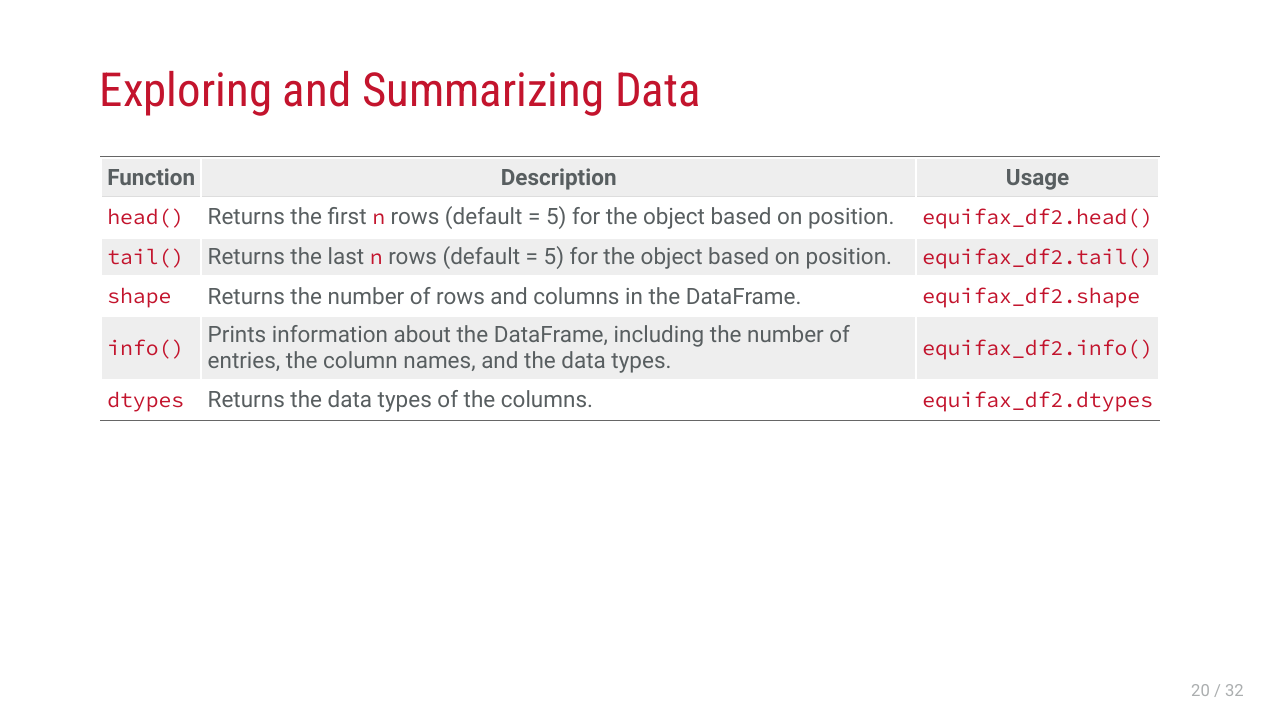 Exploring and Summarizing Data
Function Description Usage
head() Returns the first n rows (default = 5) for the object based on position. equifax_df2.head()
tail() Returns the last n rows (default = 5) for the object based on position. equifax_df2.tail()
shape Returns the number of rows and columns in the DataFrame. equifax_df2.shape
info() Prints information about the DataFrame, including the number of
entries, the column names, and the data types. equifax_df2.info()
dtypes Returns the data types of the columns. equifax_df2.dtypes
20 / 32